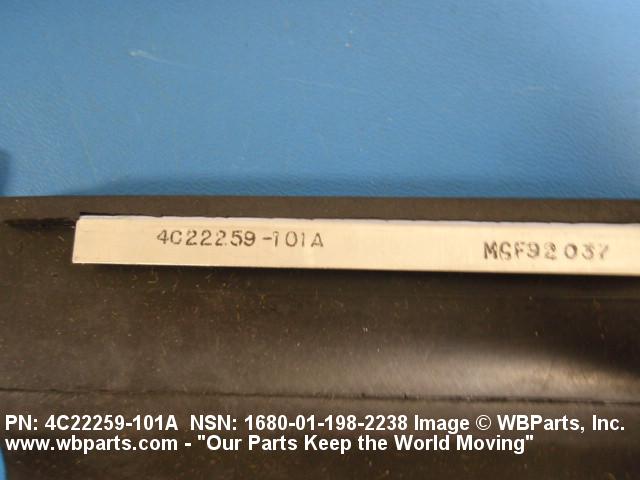 4C22259-101A MGF92037
PN: 4C22259-101A NSN: 1680-01-198-2238 Image © WBParts, Inc.
www.wbparts.com - "Our Parts Keep the World Moving"